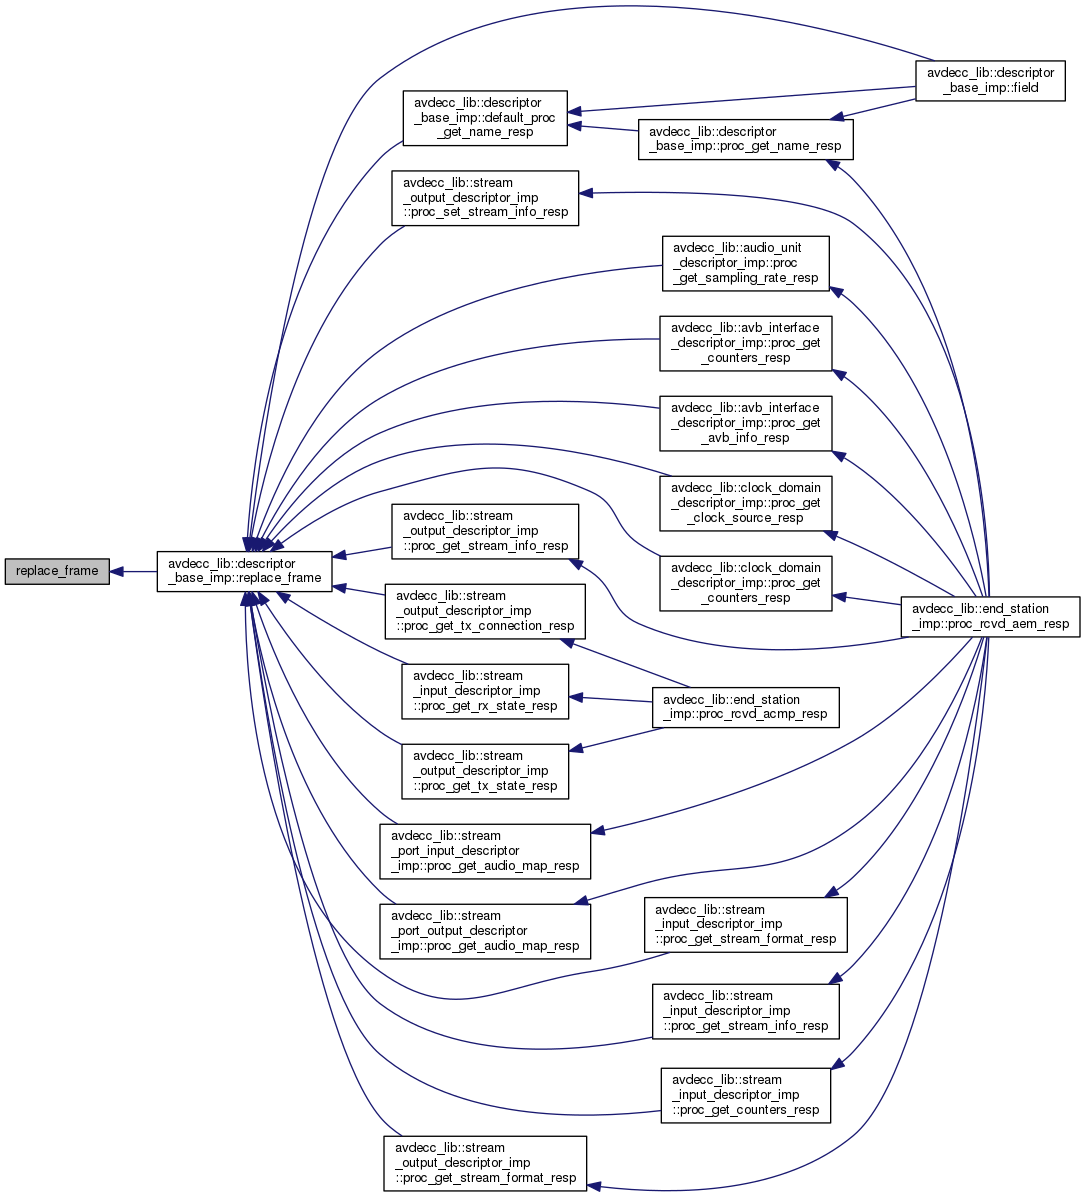 avdecc_lib::descriptor
_base_imp::field
avdecc_lib::descriptor
_base_imp::default_proc
_get_name_resp
avdecc_lib::descriptor
_base_imp::proc_get_name_resp
avdecc_lib::stream
_output_descriptor_imp
::proc_set_stream_info_resp
avdecc_lib::audio_unit
_descriptor_imp::proc
_get_sampling_rate_resp
avdecc_lib::avb_interface
_descriptor_imp::proc_get
_counters_resp
avdecc_lib::avb_interface
_descriptor_imp::proc_get
_avb_info_resp
avdecc_lib::clock_domain
_descriptor_imp::proc_get
_clock_source_resp
avdecc_lib::stream
_output_descriptor_imp
::proc_get_stream_info_resp
replace_frame
avdecc_lib::descriptor
_base_imp::replace_frame
avdecc_lib::clock_domain
_descriptor_imp::proc_get
_counters_resp
avdecc_lib::stream
_output_descriptor_imp
::proc_get_tx_connection_resp
avdecc_lib::end_station
_imp::proc_rcvd_aem_resp
avdecc_lib::stream
_input_descriptor_imp
::proc_get_rx_state_resp
avdecc_lib::end_station
_imp::proc_rcvd_acmp_resp
avdecc_lib::stream
_output_descriptor_imp
::proc_get_tx_state_resp
avdecc_lib::stream
_port_input_descriptor
_imp::proc_get_audio_map_resp
avdecc_lib::stream
_port_output_descriptor
_imp::proc_get_audio_map_resp
avdecc_lib::stream
_input_descriptor_imp
::proc_get_stream_format_resp
avdecc_lib::stream
_input_descriptor_imp
::proc_get_stream_info_resp
avdecc_lib::stream
_input_descriptor_imp
::proc_get_counters_resp
avdecc_lib::stream
_output_descriptor_imp
::proc_get_stream_format_resp